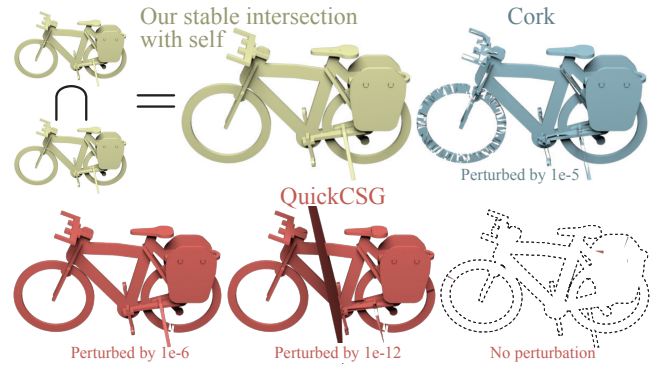 Our stable intersection
with self
Cork
Perturbed by 1e-5
QuickCSG
Perturbed by 1e-6
Perturbed by 1e-12
No perturbation